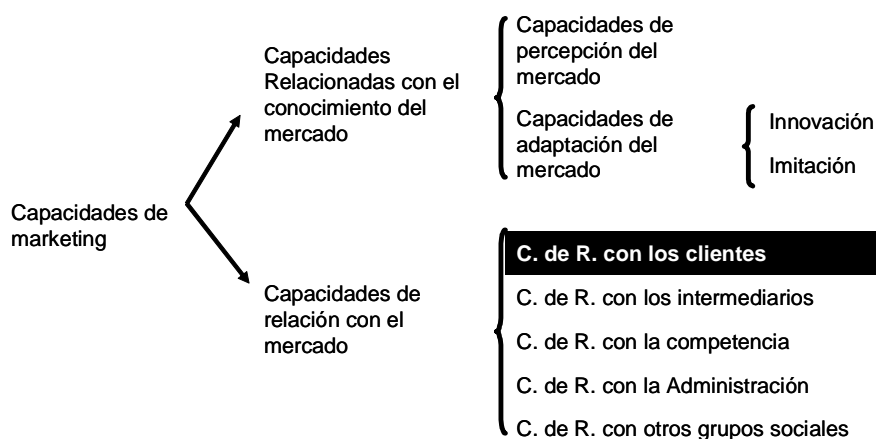 Capacidades de
marketing
Capacidades
Relacionadas con el
conocimiento del
mercado
Capacidades de
percepción del
mercado
Capacidades de
adaptación del
mercado
Innovación
Imitación
Capacidades de
relación con el
mercado
C. de R. con los clientes
C. de R. con los intermediarios
C. de R. con la competencia
C. de R. con la Administración
C. de R. con otros grupos sociales